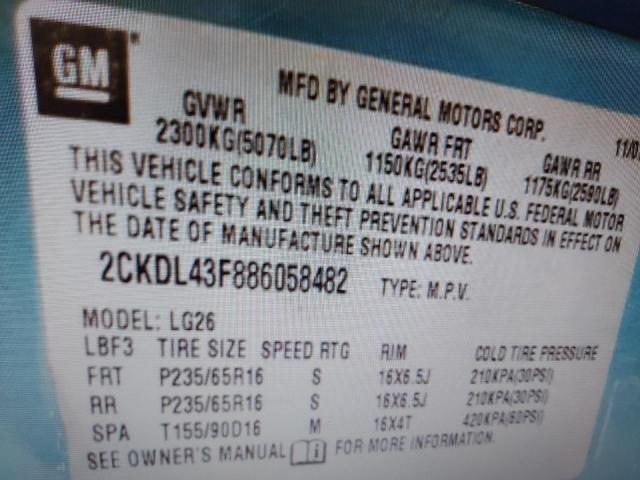 GM
MFD BY GENERAL MOTORS CORP.
11/0
GVWR GAWR FRT GAWR RR
2300KG(5070LB) 1150KG(2535LB) 1175KG(2590LB)
THIS VEHICLE CONFORMS TO ALL APPLICABLE U.S. FEDERAL MOTOR
VEHICLE SAFETY AND THEFT PREVENTION STANDARDS IN EFFECT ON
THE DATE OF MANUFACTURE SHOWN ABOVE.
2CKDL43F886058482 TYPE: M.P.V.
MODEL: LG26
LBF3 TIRE SIZE SPEED RTG RIM COLD TIRE PRESSURE
FRT P235/65R16 S 16X6.5J 210KPA(30PSI)
RR P235/65R16 S 16X6.5J 210KPA(30PSI)
SPA T155/90D16 M 16X4T 420KPA(60PSI)
SEE OWNER'S MANUAL i FOR MORE INFORMATION.